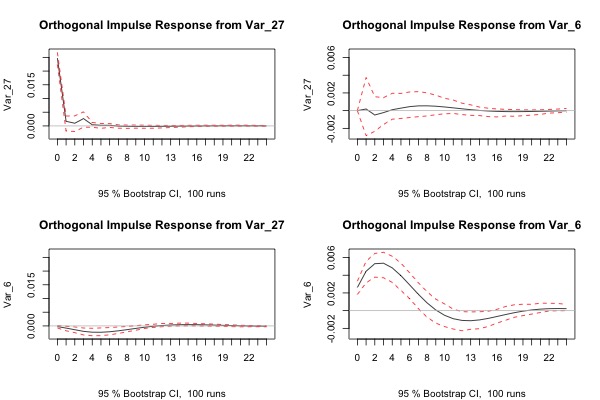 Orthogonal Impulse Response from Var_27
Orthogonal Impulse Response from Var_6
Var_27
0.000 0.015
0 2 4 6 8 10 13 16 19 22
95 % Bootstrap CI, 100 runs
Var_27
-0.002 0.002 0.006
0 2 4 6 8 10 13 16 19 22
95 % Bootstrap CI, 100 runs
Orthogonal Impulse Response from Var_27
Orthogonal Impulse Response from Var_6
Var_6
0.000 0.015
0 2 4 6 8 10 13 16 19 22
95 % Bootstrap CI, 100 runs
Var_6
-0.002 0.002 0.006
0 2 4 6 8 10 13 16 19 22
95 % Bootstrap CI, 100 runs